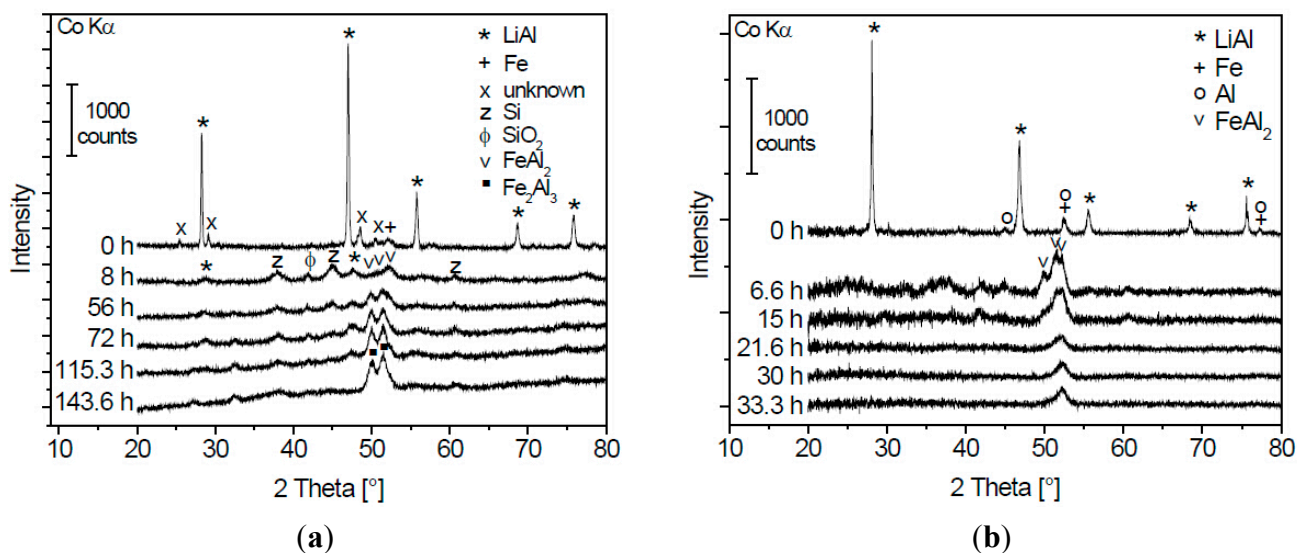 Co Kα
1000
counts
* LiAl
+ Fe
x unknown
z Si
ϕ SiO2
v FeAl2
▪ Fe2Al3
Intensity
* * * * *
x x x x+
0 h
8 h
* z ϕ z * v v v z
56 h
72 h
115.3 h
▪ ▪
143.6 h
10 20 30 40 50 60 70 80
2 Theta [°]
(a)
Co Kα
1000
counts
* LiAl
+ Fe
o Al
v FeAl2
Intensity
* * * * *
o o + o +
0 h
v v v
6.6 h
15 h
21.6 h
30 h
33.3 h
10 20 30 40 50 60 70 80
2 Theta [°]
(b)